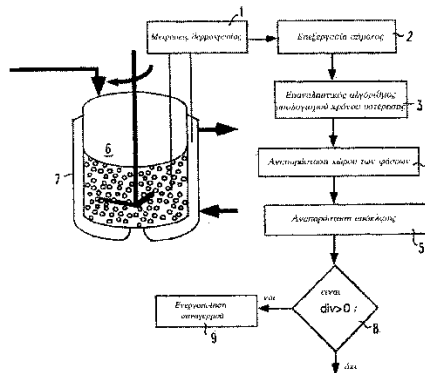 1
Μετρήσεις θερμοκρασίας
Επεξεργασία σήματος
2
Επαναληπτικός αλγόριθμος
υπολογισμού χρόνου υστέρησης
3
Αναπαράσταση χώρου των φάσεων
Αναπαράσταση απόκλισης
5
6
7
είναι
div>0 ;
8
ναι
Ενεργοποίηση
συναγερμού
9
όχι